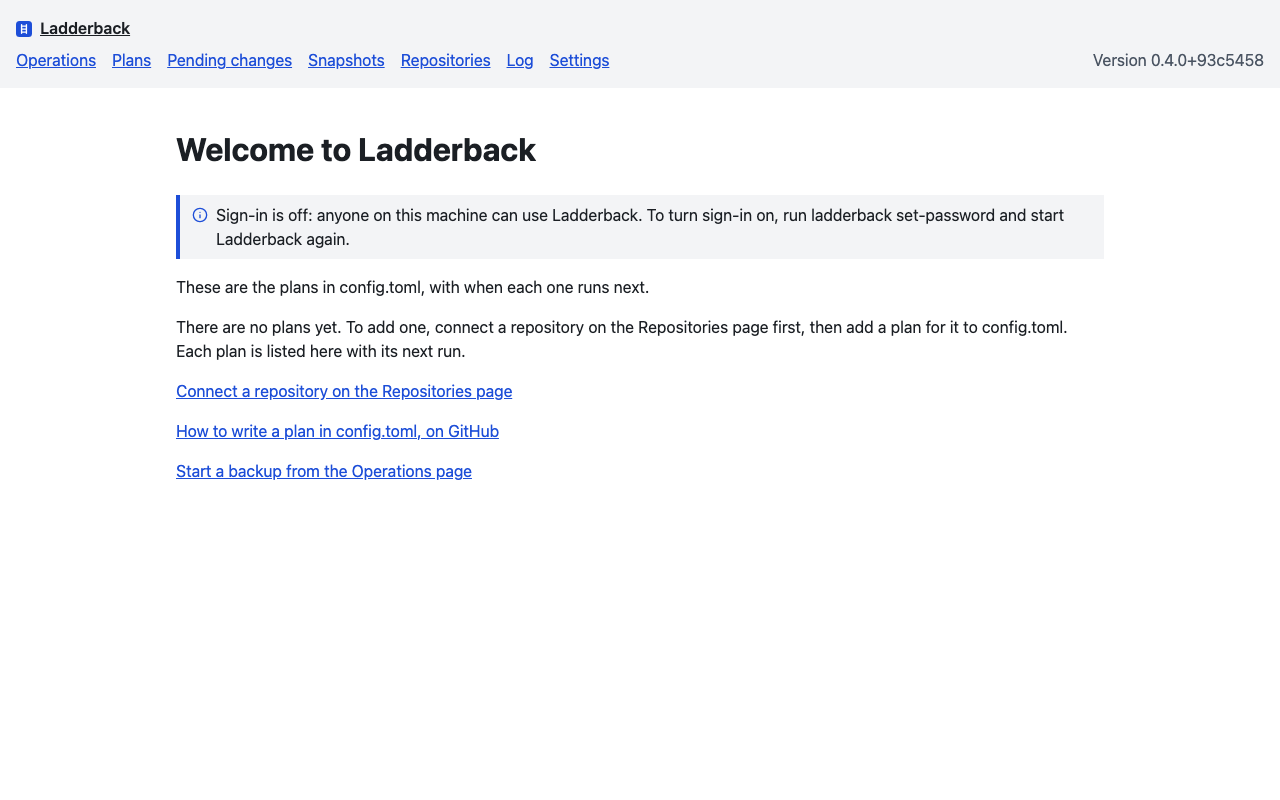 Ladderback
Operations Plans Pending changes Snapshots Repositories Log Settings Version 0.4.0+93c5458
Welcome to Ladderback
Sign-in is off: anyone on this machine can use Ladderback. To turn sign-in on, run ladderback set-password and start
Ladderback again.
These are the plans in config.toml, with when each one runs next.
There are no plans yet. To add one, connect a repository on the Repositories page first, then add a plan for it to config.toml.
Each plan is listed here with its next run.
Connect a repository on the Repositories page
How to write a plan in config.toml, on GitHub
Start a backup from the Operations page